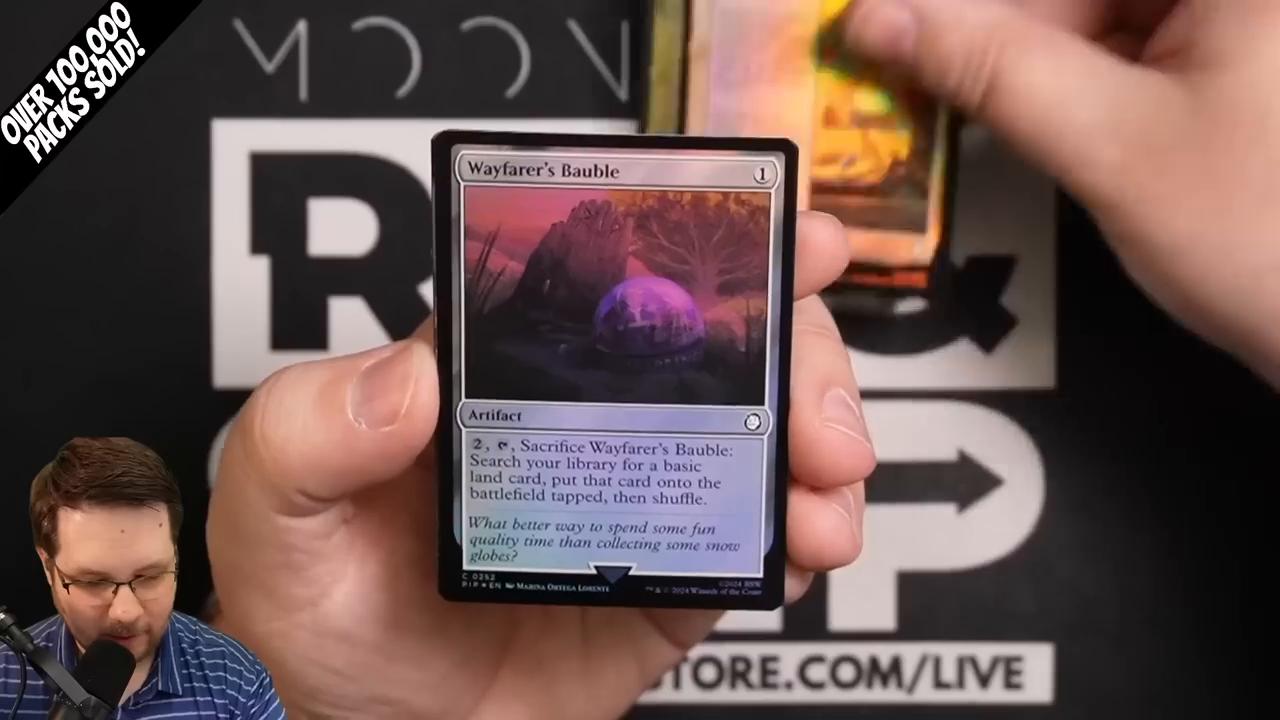 OVER 100,000
PACKS SOLD!
MOON
R
Wayfarer's Bauble 1
Artifact
2, , Sacrifice Wayfarer's Bauble:
Search your library for a basic
land card, put that card onto the
battlefield tapped, then shuffle.
What better way to spend some fun
quality time than collecting some snow
globes?
C 0252
PIP EN Marina Ortega Lorente
©2024 BSW
™ & © 2024 Wizards of the Coast
P
STORE.COM/LIVE